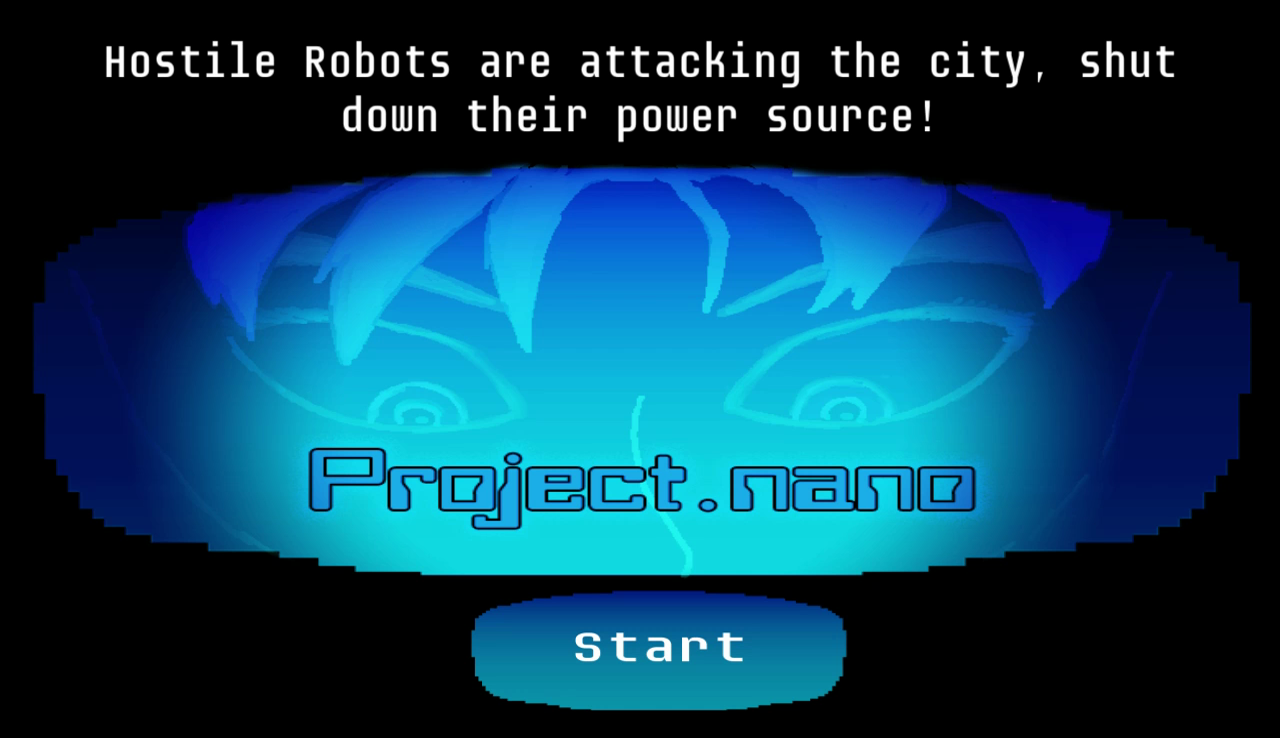 Hostile Robots are attacking the city, shut
down their power source!
Project.nano
Start